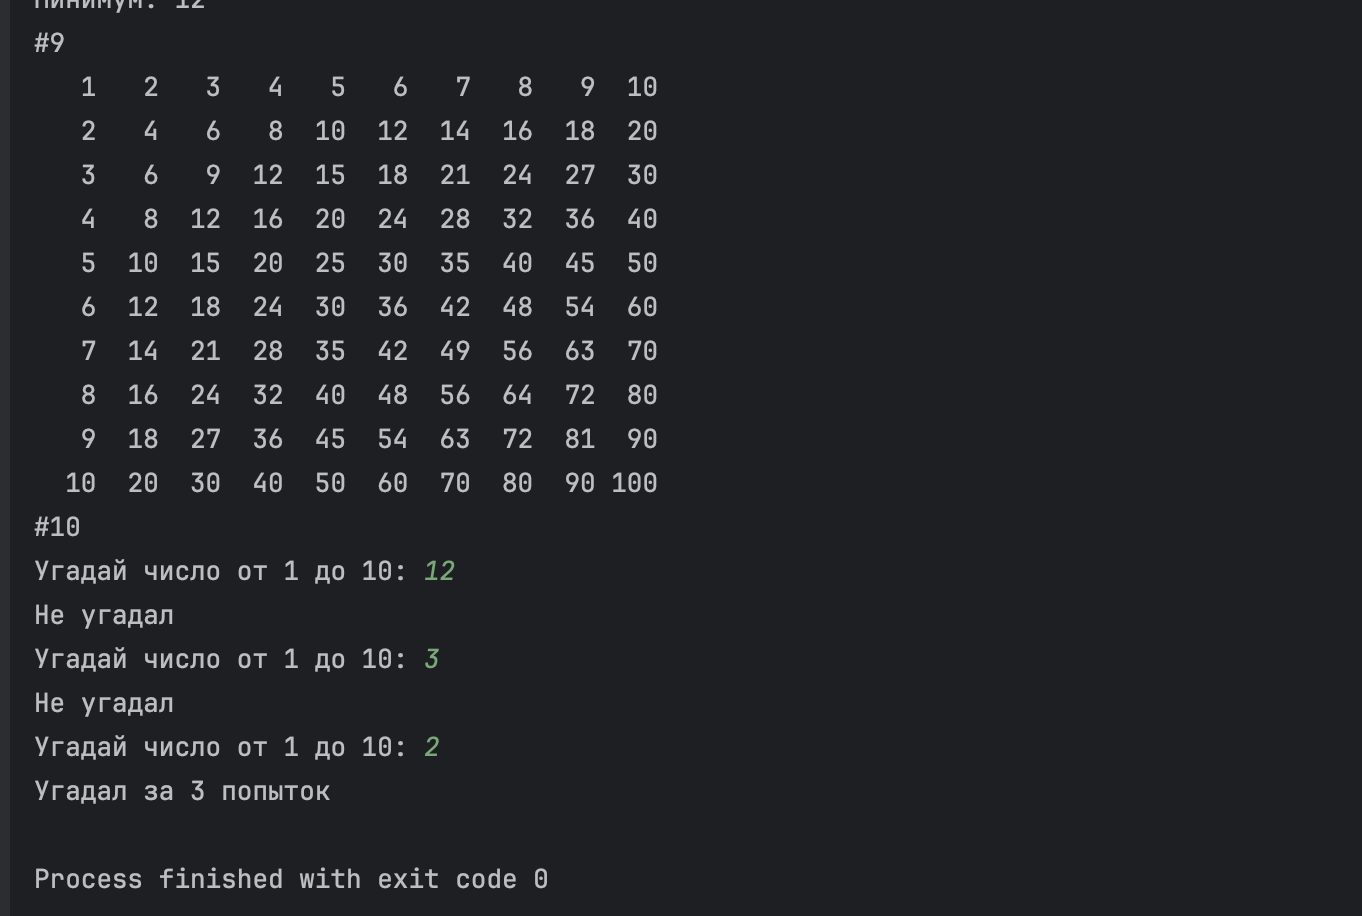 Минимум: 12
#9
1 2 3 4 5 6 7 8 9 10
2 4 6 8 10 12 14 16 18 20
3 6 9 12 15 18 21 24 27 30
4 8 12 16 20 24 28 32 36 40
5 10 15 20 25 30 35 40 45 50
6 12 18 24 30 36 42 48 54 60
7 14 21 28 35 42 49 56 63 70
8 16 24 32 40 48 56 64 72 80
9 18 27 36 45 54 63 72 81 90
10 20 30 40 50 60 70 80 90 100
#10
Угадай число от 1 до 10: 12
Не угадал
Угадай число от 1 до 10: 3
Не угадал
Угадай число от 1 до 10: 2
Угадал за 3 попыток
Process finished with exit code 0